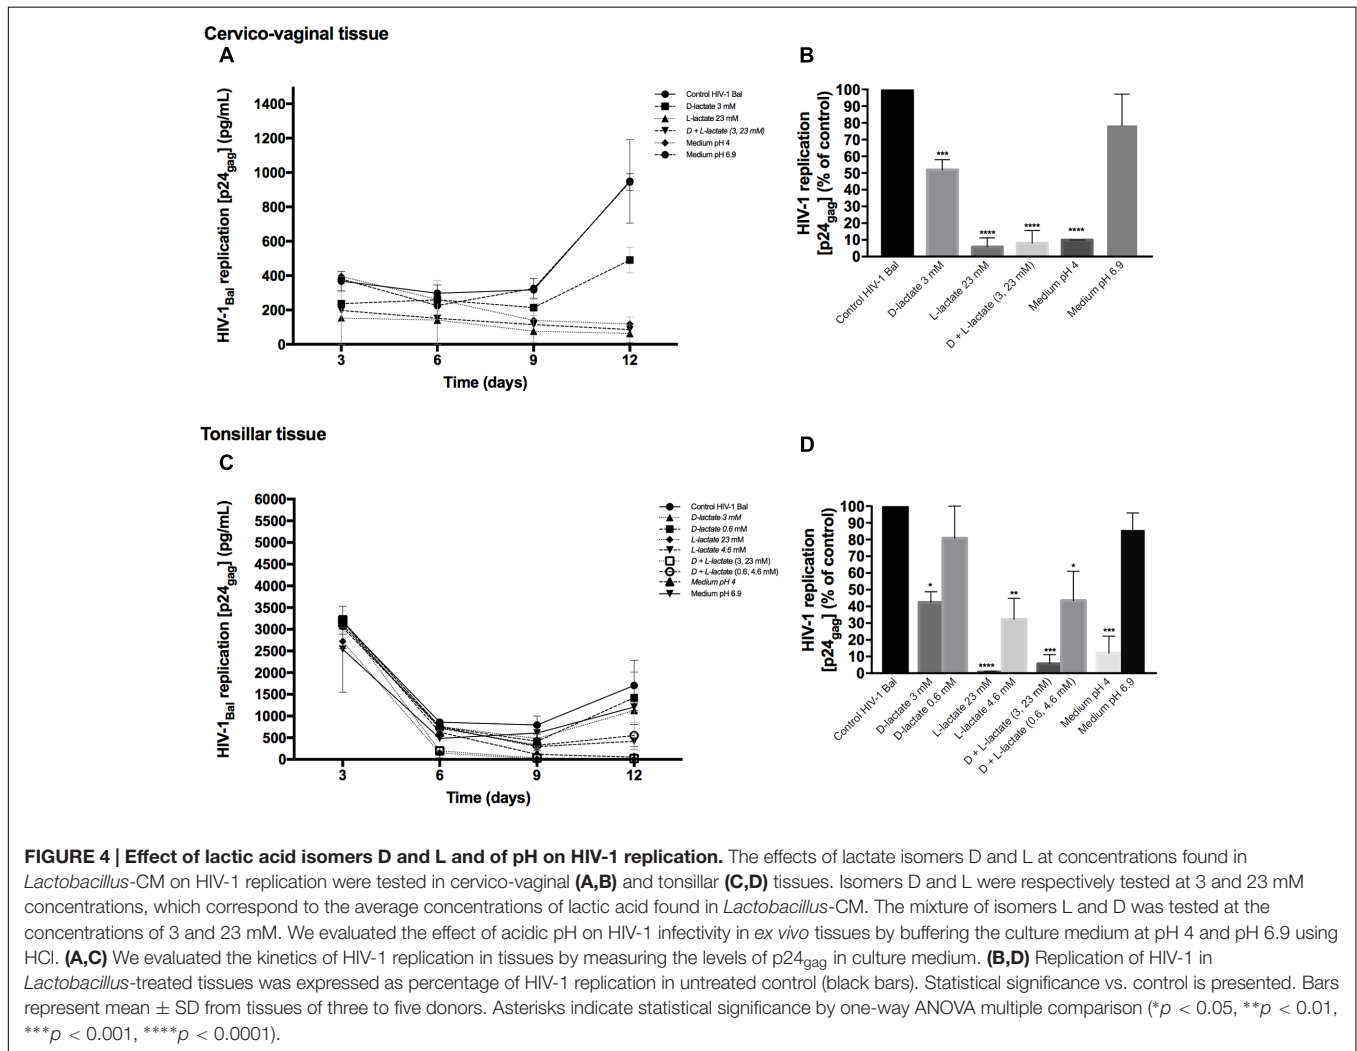 Cervico-vaginal tissue
A
HIV-1Bal replication [p24gag] (pg/mL)
1400
1200
1000
800
600
400
200
0
3 6 9 12
Time (days)
Control HIV-1 Bal
D-lactate 3 mM
L-lactate 23 mM
D + L-lactate (3, 23 mM)
Medium pH 4
Medium pH 6.9
B
HIV-1 replication
[p24gag] (% of control)
100
90
80
70
60
50
40
30
20
10
0
*** **** **** ****
Control HIV-1 Bal
D-lactate 3 mM
L-lactate 23 mM
D + L-lactate (3, 23 mM)
Medium pH 4
Medium pH 6.9
Tonsillar tissue
C
HIV-1Bal replication [p24gag] (pg/mL)
6000
5500
5000
4500
4000
3500
3000
2500
2000
1500
1000
500
0
3 6 9 12
Time (days)
Control HIV-1 Bal
D-lactate 3 mM
D-lactate 0.6 mM
L-lactate 23 mM
L-lactate 4.6 mM
D + L-lactate (3, 23 mM)
D + L-lactate (0.6, 4.6 mM)
Medium pH 4
Medium pH 6.9
D
HIV-1 replication
[p24gag] (% of control)
100
90
80
70
60
50
40
30
20
10
0
* **** ** *** * ***
Control HIV-1 Bal
D-lactate 3 mM
D-lactate 0.6 mM
L-lactate 23 mM
L-lactate 4.6 mM
D + L-lactate (3, 23 mM)
D + L-lactate (0.6, 4.6 mM)
Medium pH 4
Medium pH 6.9
FIGURE 4 | Effect of lactic acid isomers D and L and of pH on HIV-1 replication. The effects of lactate isomers D and L at concentrations found in
Lactobacillus-CM on HIV-1 replication were tested in cervico-vaginal (A,B) and tonsillar (C,D) tissues. Isomers D and L were respectively tested at 3 and 23 mM
concentrations, which correspond to the average concentrations of lactic acid found in Lactobacillus-CM. The mixture of isomers L and D was tested at the
concentrations of 3 and 23 mM. We evaluated the effect of acidic pH on HIV-1 infectivity in ex vivo tissues by buffering the culture medium at pH 4 and pH 6.9 using
HCl. (A,C) We evaluated the kinetics of HIV-1 replication in tissues by measuring the levels of p24gag in culture medium. (B,D) Replication of HIV-1 in
Lactobacillus-treated tissues was expressed as percentage of HIV-1 replication in untreated control (black bars). Statistical significance vs. control is presented. Bars
represent mean ± SD from tissues of three to five donors. Asterisks indicate statistical significance by one-way ANOVA multiple comparison (*p < 0.05, **p < 0.01,
***p < 0.001, ****p < 0.0001).